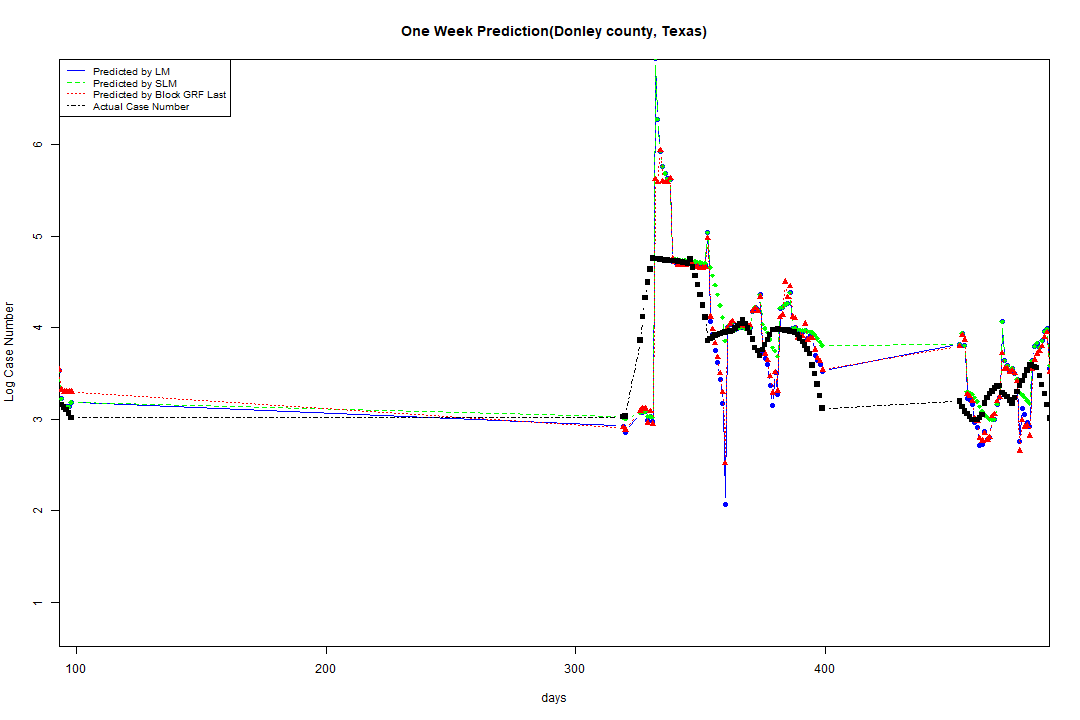 One Week Prediction(Donley county, Texas)
Predicted by LM
Predicted by SLM
Predicted by Block GRF Last
Actual Case Number
Log Case Number
6
5
4
3
2
1
100 200 300 400
days